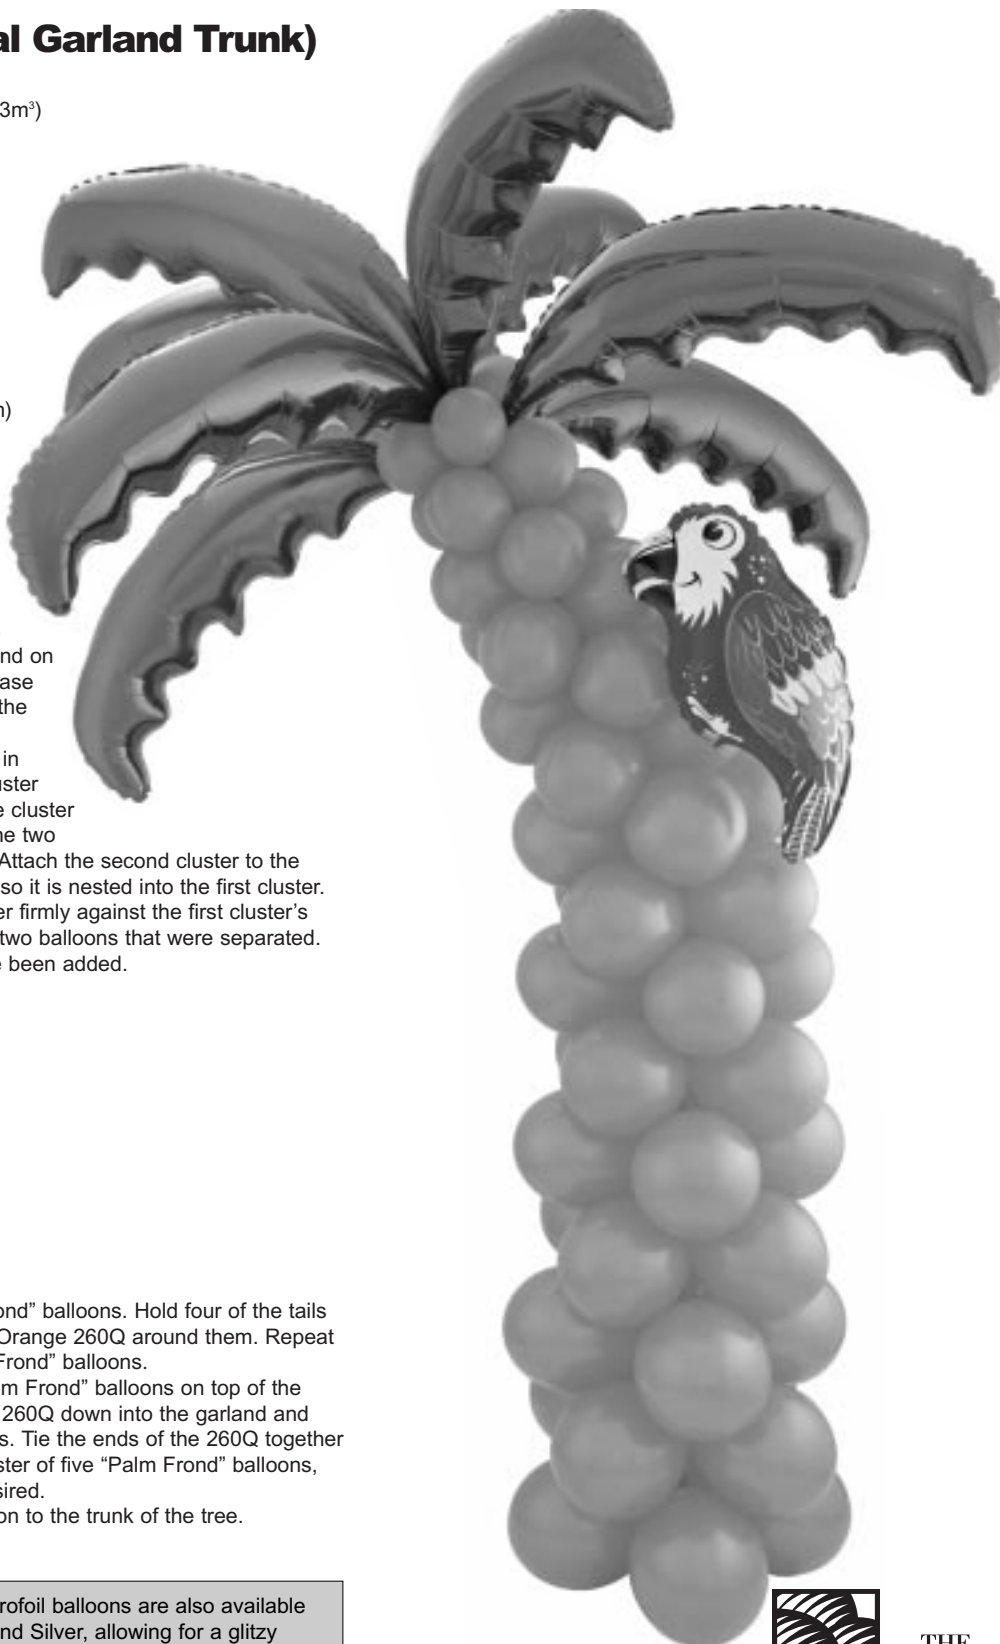 al Garland Trunk)
3m³)
n)
nd on
ase
the
in
uster
e cluster
he two
Attach the second cluster to the
so it is nested into the first cluster.
er firmly against the first cluster’s
two balloons that were separated.
e been added.
ond” balloons. Hold four of the tails
Orange 260Q around them. Repeat
Frond” balloons.
m Frond” balloons on top of the
260Q down into the garland and
s. Tie the ends of the 260Q together
ster of five “Palm Frond” balloons,
sired.
on to the trunk of the tree.
rofoil balloons are also available
nd Silver, allowing for a glitzy
THE